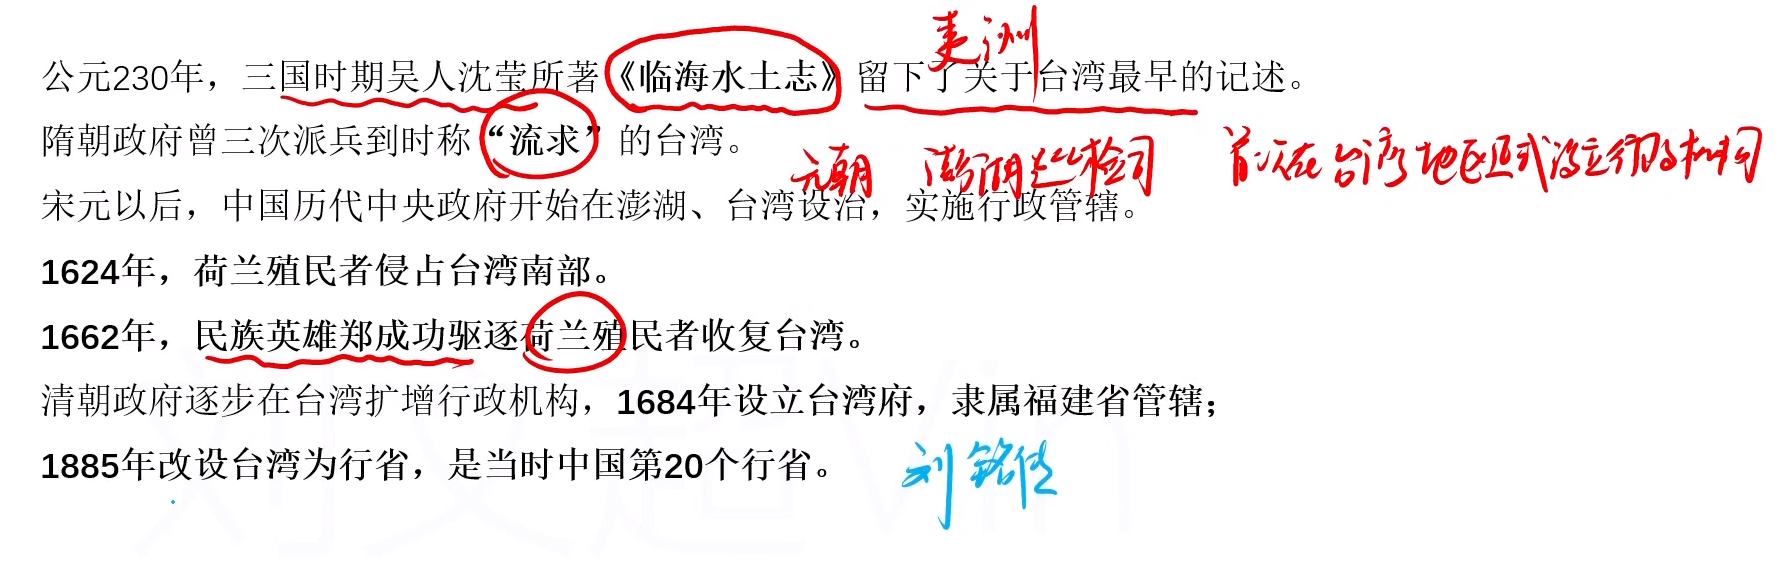 夷洲
公元230年，三国时期吴人沈莹所著《临海水土志》留下了关于台湾最早的记述。
隋朝政府曾三次派兵到时称“流求”的台湾。
元朝 澎湖巡检司 首次在台湾地区正式设立行政机构
宋元以后，中国历代中央政府开始在澎湖、台湾设治，实施行政管辖。
1624年，荷兰殖民者侵占台湾南部。
1662年，民族英雄郑成功驱逐荷兰殖民者收复台湾。
清朝政府逐步在台湾扩增行政机构，1684年设立台湾府，隶属福建省管辖；
1885年改设台湾为行省，是当时中国第20个行省。
刘铭传